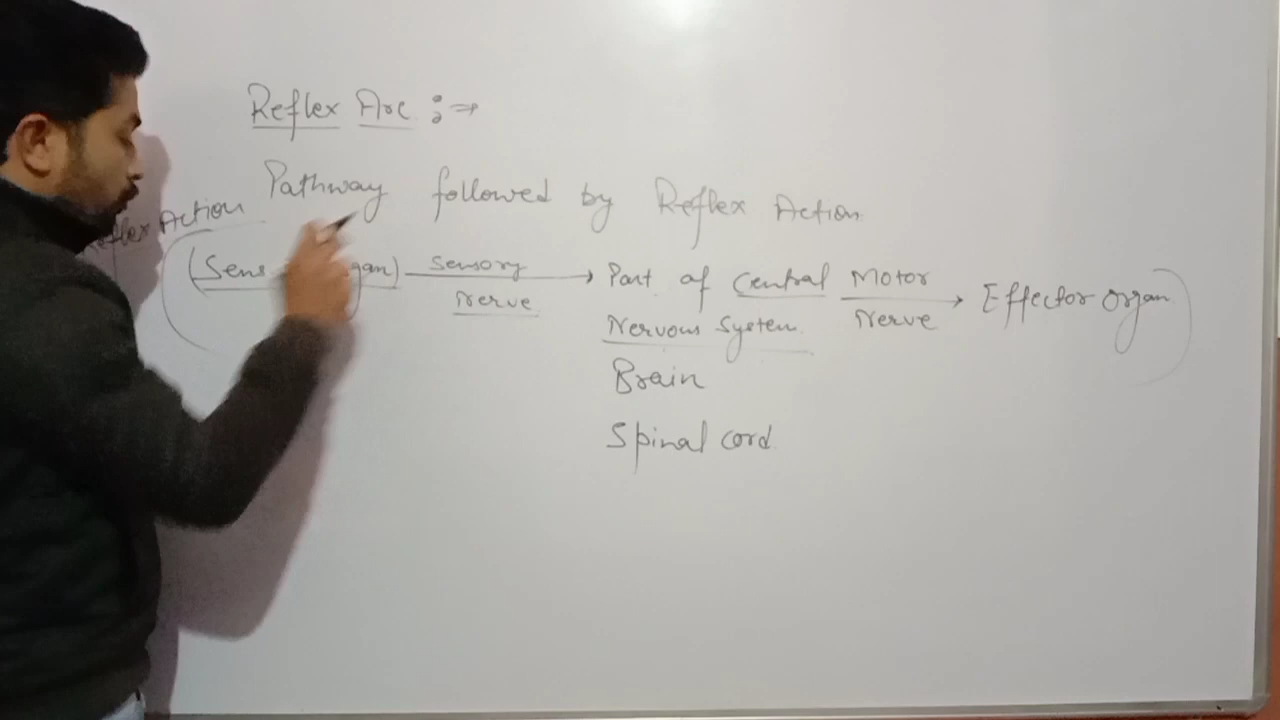 Reflex Arc :⇒
Pathway followed by Reflex Action
Reflex Action
(Sens gan) sensory nerve → Part of Central Nervous System Motor Nerve → Effector Organ
Brain
Spinal cord